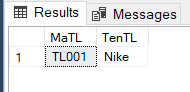 Results Messages
MaTL TenTL
1 TL001 Nike